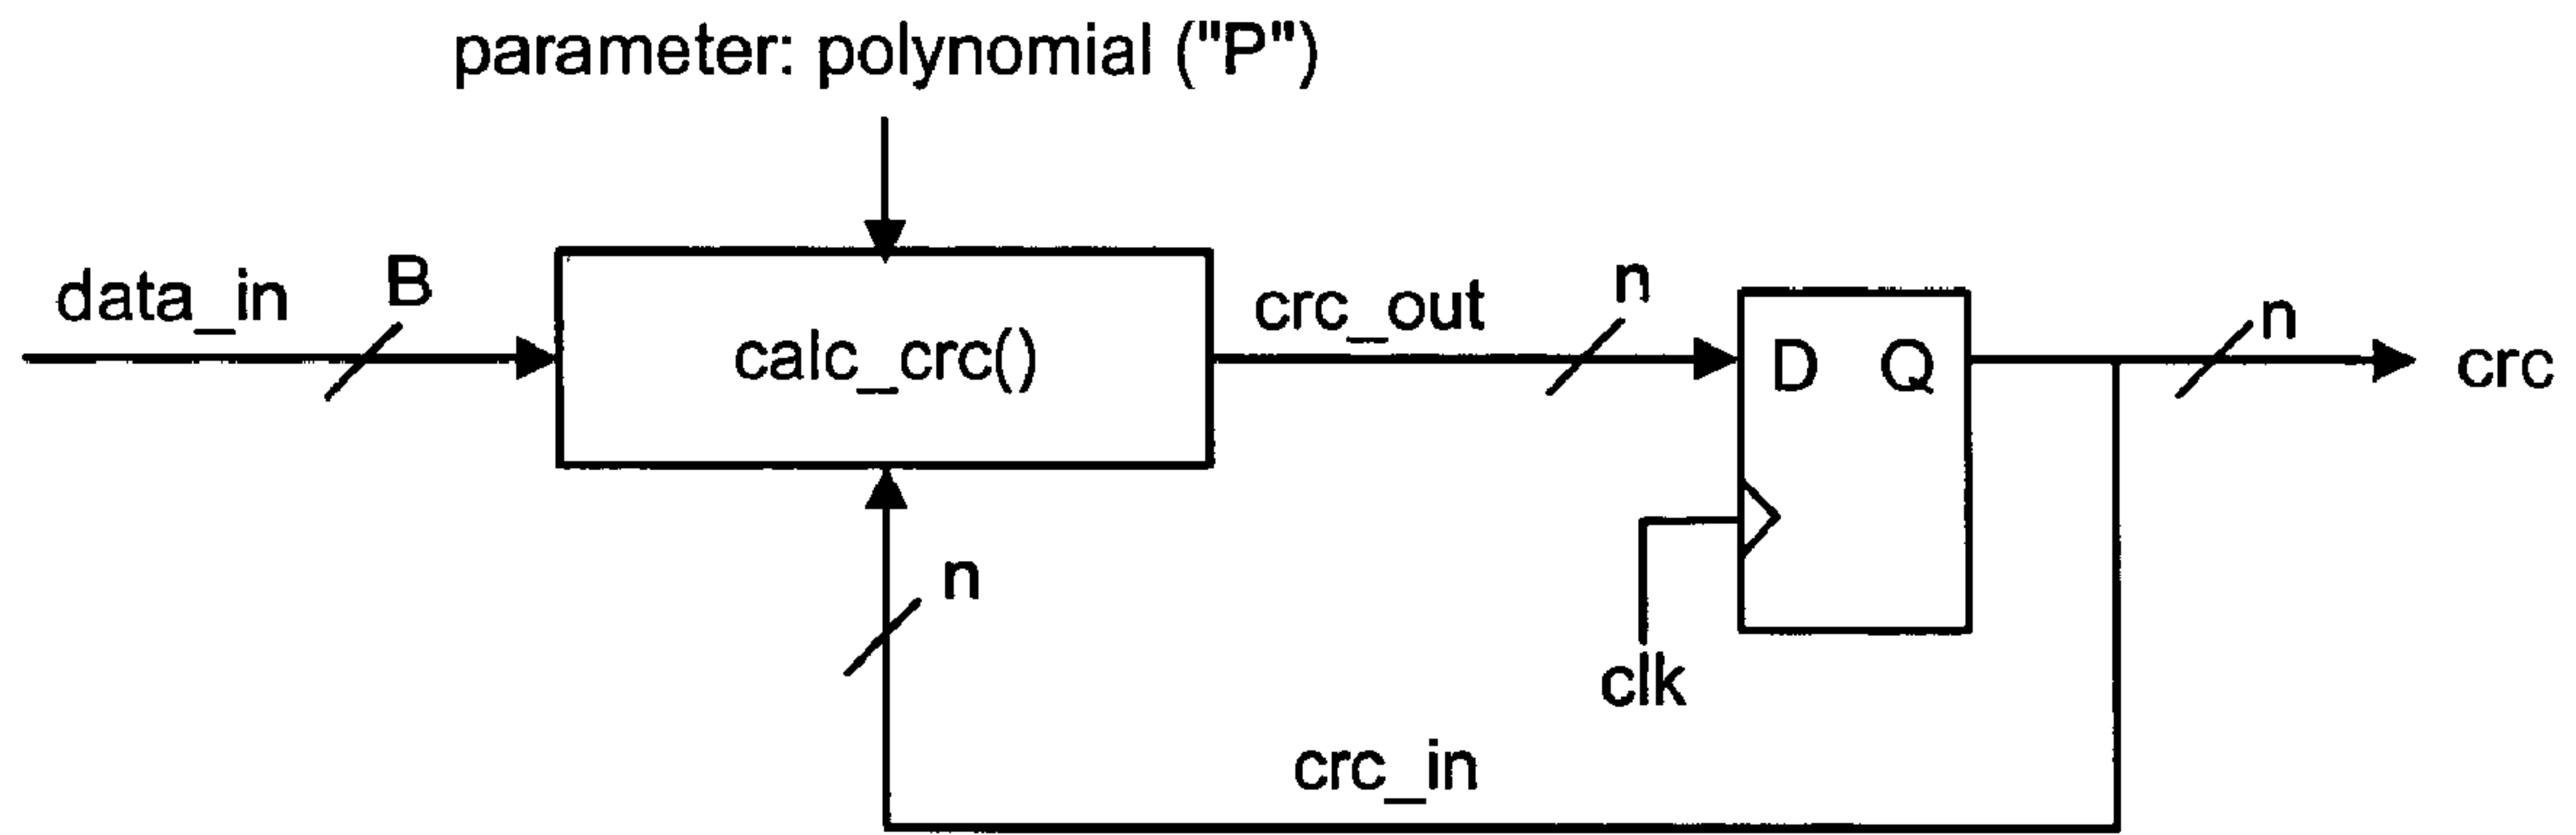 parameter: polynomial ("P")
data_in
B
calc_crc()
crc_out
n
D Q
n
crc
clk
n
crc_in